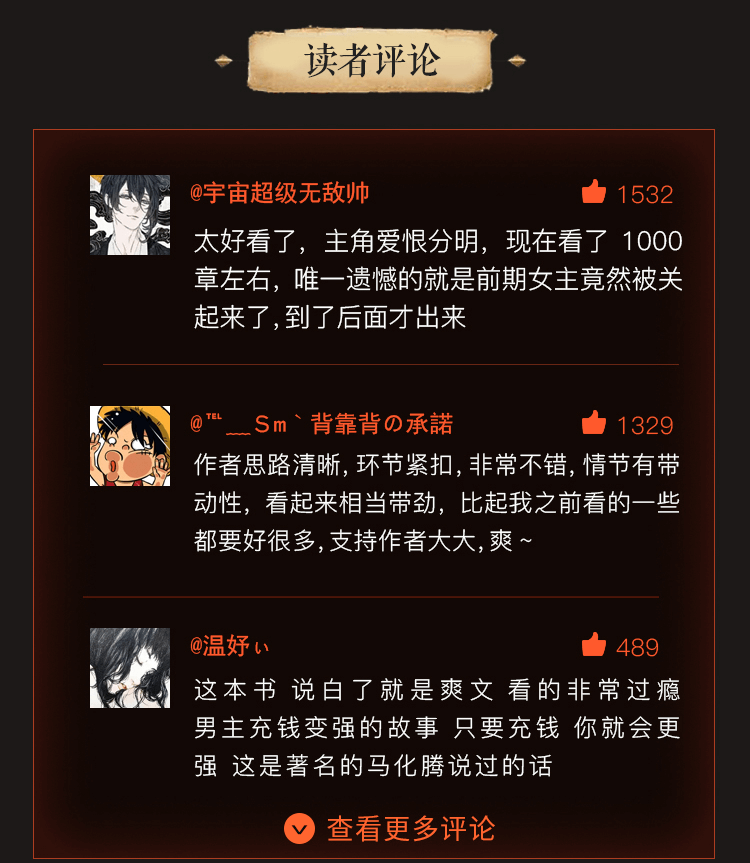 读者评论
@宇宙超级无敌帅 1532
太好看了，主角爱恨分明，现在看了 1000
章左右，唯一遗憾的就是前期女主竟然被关
起来了,到了后面才出来
@℡﹏Sm｀背靠背の承諾 1329
作者思路清晰,环节紧扣,非常不错,情节有带
动性，看起来相当带劲，比起我之前看的一些
都要好很多,支持作者大大,爽～
@温好ぃ 489
这本书 说白了就是爽文 看的非常过瘾
男主充钱变强的故事 只要充钱 你就会更
强 这是著名的马化腾说过的话
查看更多评论